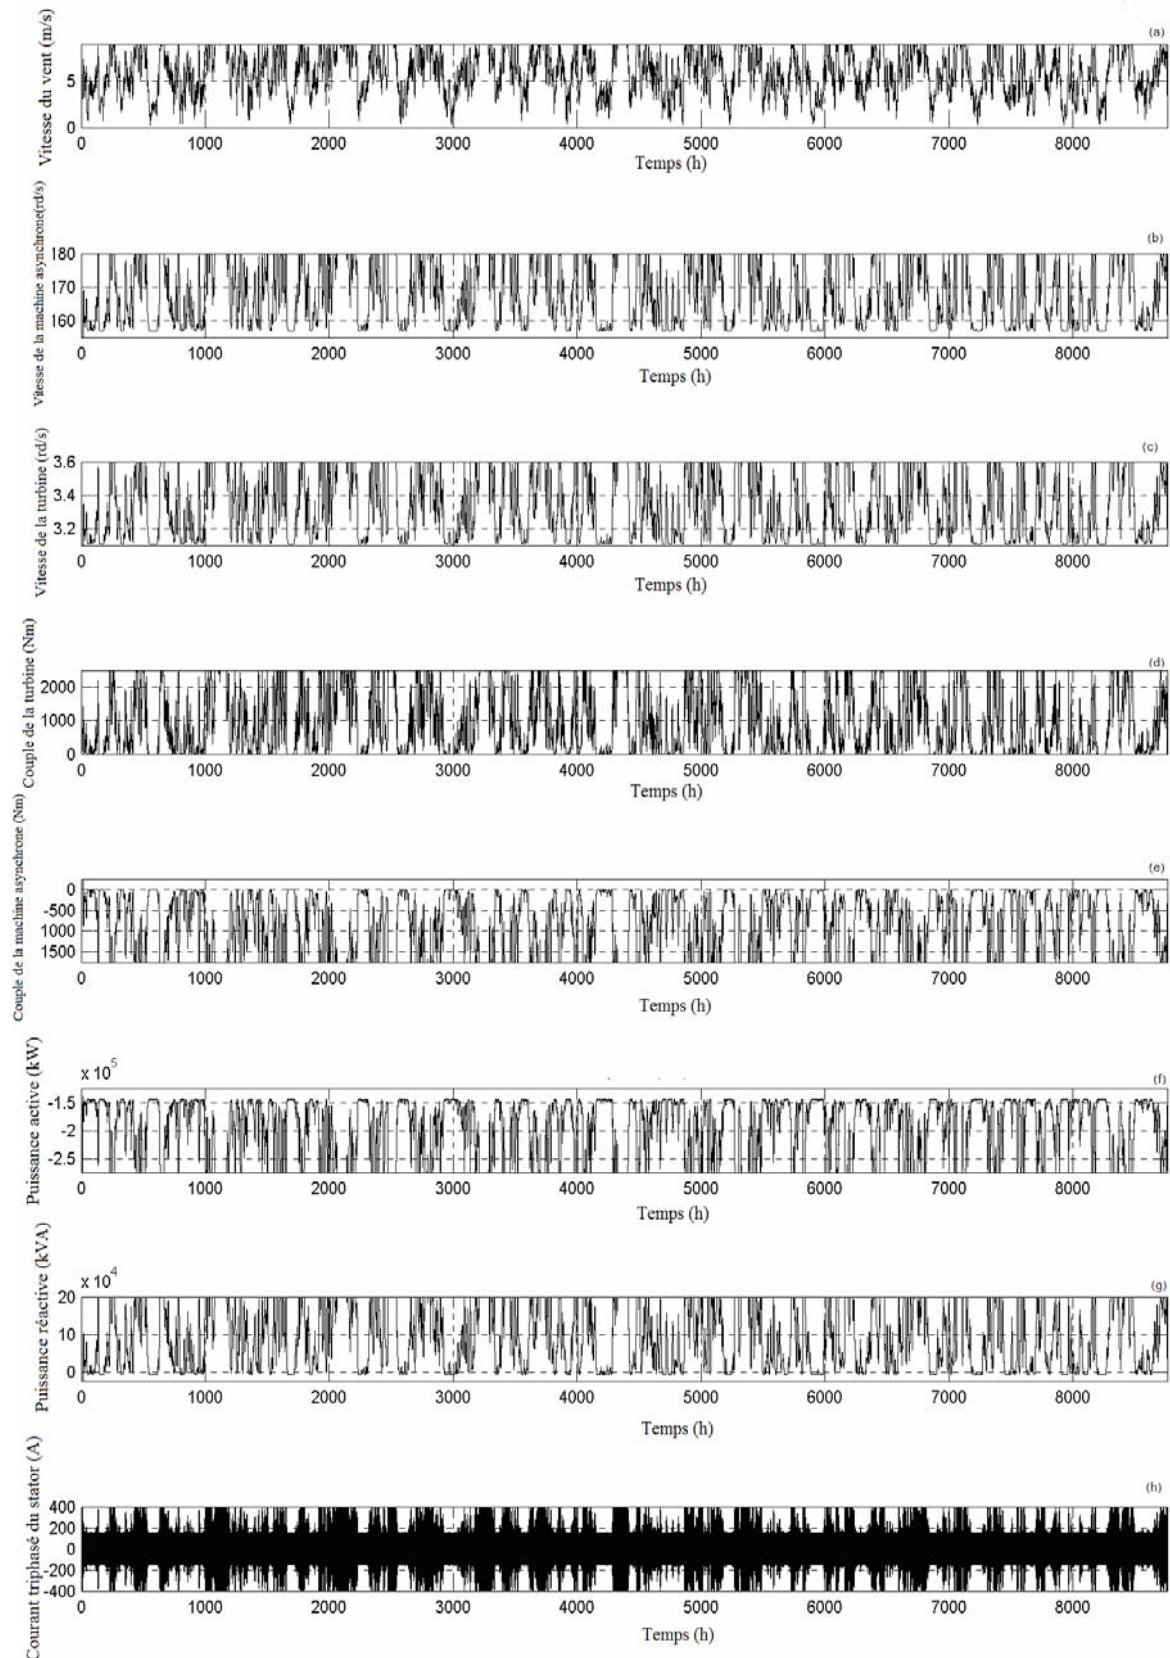 (a)
Vitesse du vent (m/s)
5
0
0 1000 2000 3000 4000 5000 6000 7000 8000
Temps (h)
(b)
Vitesse de la machine asynchrone(rd/s)
180
170
160
0 1000 2000 3000 4000 5000 6000 7000 8000
Temps (h)
(c)
Vitesse de la turbine (rd/s)
3.6
3.4
3.2
0 1000 2000 3000 4000 5000 6000 7000 8000
Temps (h)
(d)
Couple de la turbine (Nm)
2000
1000
0
0 1000 2000 3000 4000 5000 6000 7000 8000
Temps (h)
(e)
Couple de la machine asynchrone (Nm)
0
-500
1000
1500
0 1000 2000 3000 4000 5000 6000 7000 8000
Temps (h)
(f)
Puissance active (kW)
x 10^5
-1.5
-2
-2.5
0 1000 2000 3000 4000 5000 6000 7000 8000
Temps (h)
(g)
Puissance réactive (kVA)
x 10^4
20
10
0
0 1000 2000 3000 4000 5000 6000 7000 8000
Temps (h)
(h)
Courant triphasé du stator (A)
400
200
0
-200
-400
0 1000 2000 3000 4000 5000 6000 7000 8000
Temps (h)